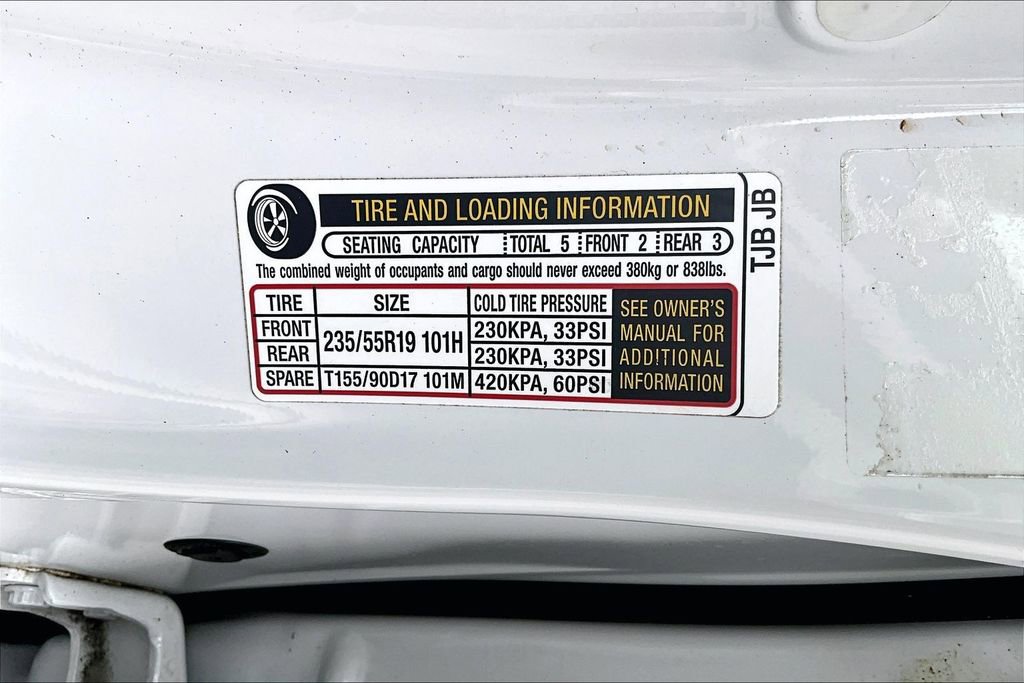 TIRE AND LOADING INFORMATION
SEATING CAPACITY TOTAL 5 FRONT 2 REAR 3
The combined weight of occupants and cargo should never exceed 380kg or 838lbs.
TIRE SIZE COLD TIRE PRESSURE
FRONT 235/55R19 101H 230KPA, 33PSI
REAR 230KPA, 33PSI
SPARE T155/90D17 101M 420KPA, 60PSI
SEE OWNER'S
MANUAL FOR
ADDITIONAL
INFORMATION
TJB JB